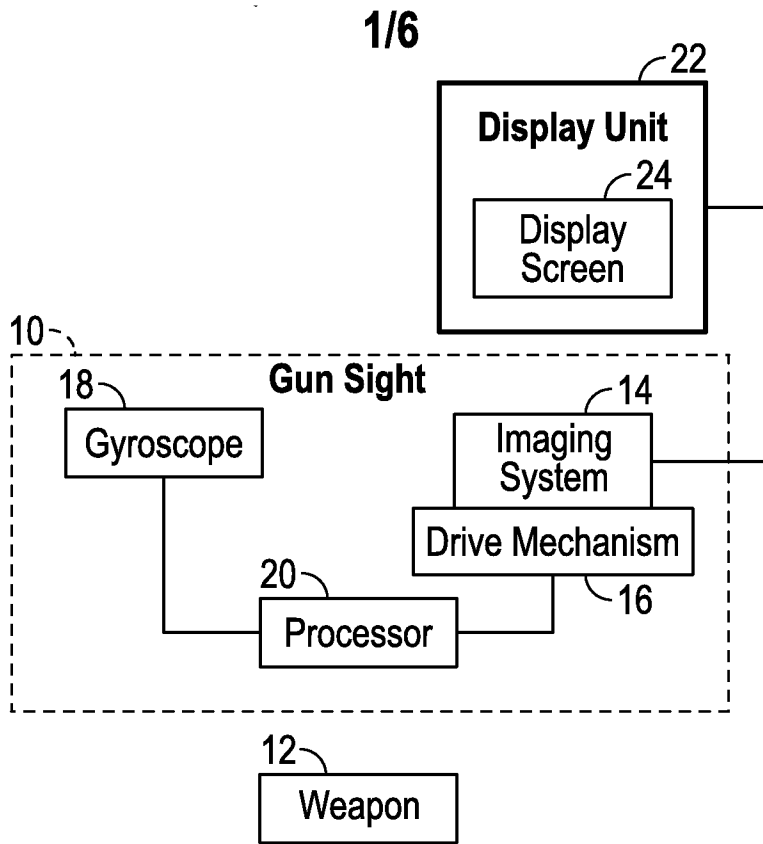 1/6
22
Display Unit
24
Display
Screen
10
Gun Sight
18
14
Gyroscope
Imaging
System
Drive Mechanism
20
16
Processor
12
Weapon